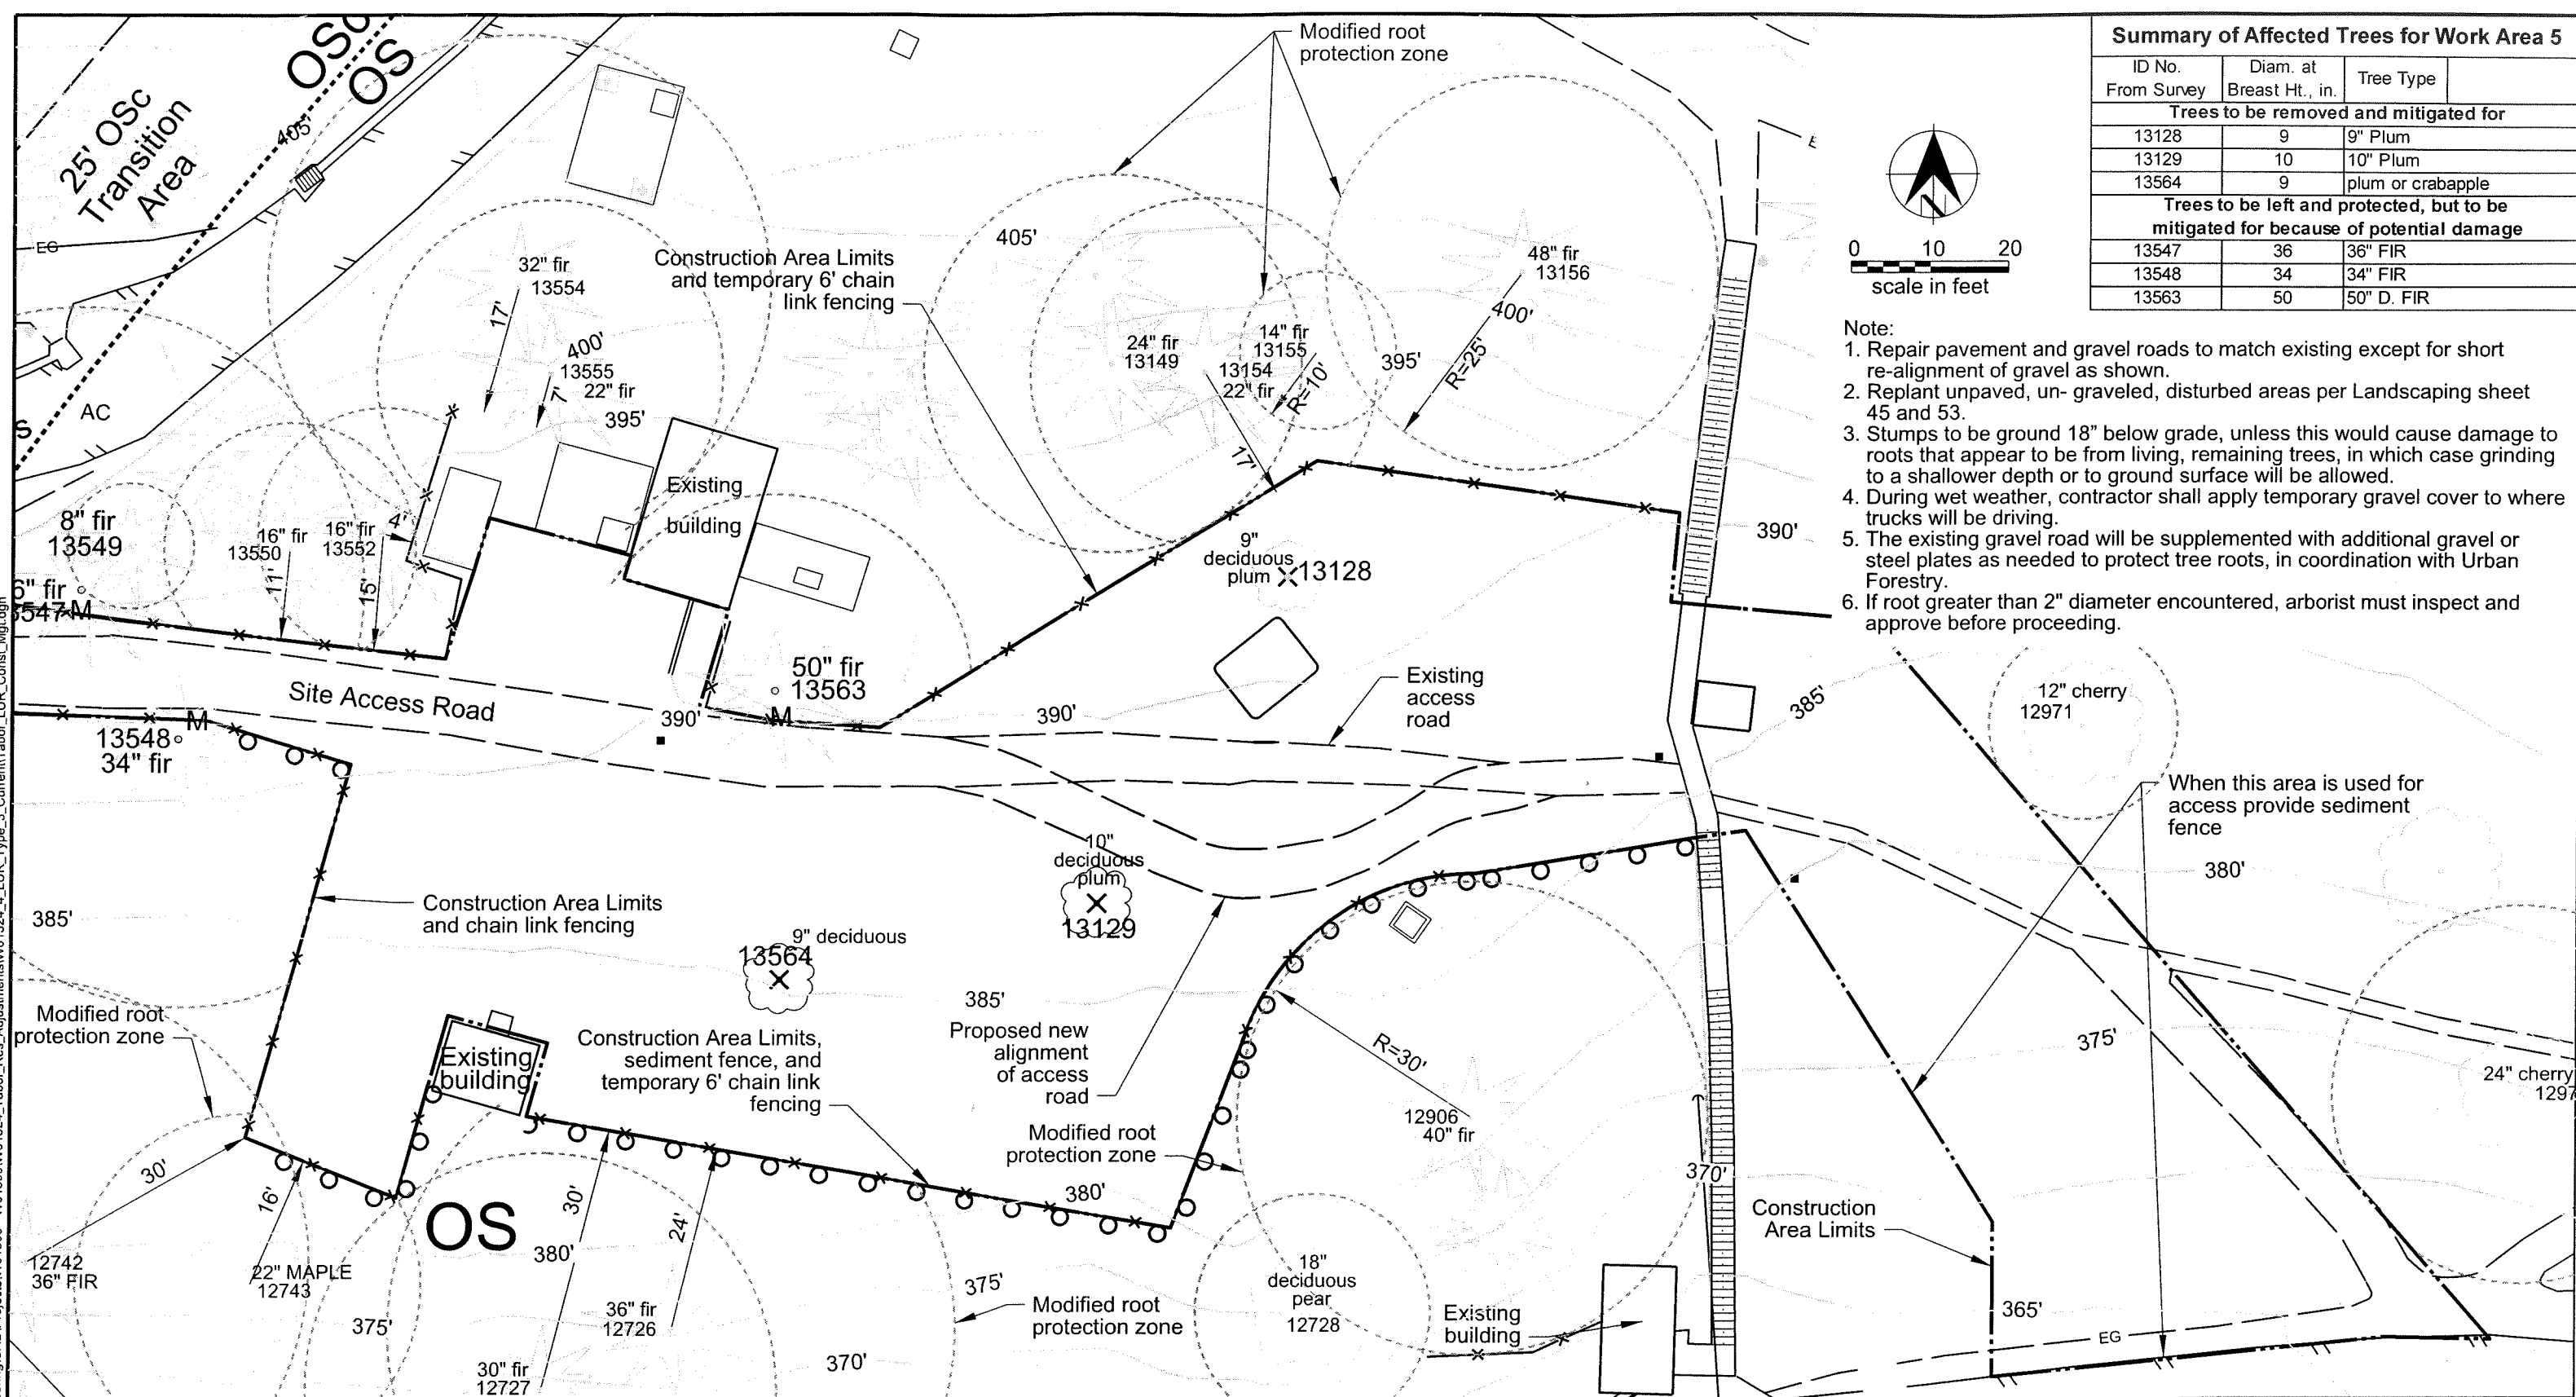 OSc
OS
25' OSc
Transition
Area
405'
EG
AC
Modified root
protection zone
32" fir
13554
17'
400'
13555
22" fir
7'
395'
Construction Area Limits
and temporary 6' chain
link fencing
405'
24" fir
13149
14" fir
13155
13154
22" fir
R=10'
17'
395'
48" fir
13156
400'
R=25'
0 10 20
scale in feet
N
Summary of Affected Trees for Work Area 5
ID No. Diam. at Tree Type
From Survey Breast Ht., in.
Trees to be removed and mitigated for
13128 9 9" Plum
13129 10 10" Plum
13564 9 plum or crabapple
Trees to be left and protected, but to be
mitigated for because of potential damage
13547 36 36" FIR
13548 34 34" FIR
13563 50 50" D. FIR
Note:
1. Repair pavement and gravel roads to match existing except for short
re-alignment of gravel as shown.
2. Replant unpaved, un- graveled, disturbed areas per Landscaping sheet
45 and 53.
3. Stumps to be ground 18" below grade, unless this would cause damage to
roots that appear to be from living, remaining trees, in which case grinding
to a shallower depth or to ground surface will be allowed.
4. During wet weather, contractor shall apply temporary gravel cover to where
trucks will be driving.
5. The existing gravel road will be supplemented with additional gravel or
steel plates as needed to protect tree roots, in coordination with Urban
Forestry.
6. If root greater than 2" diameter encountered, arborist must inspect and
approve before proceeding.
8" fir
13549
6" fir
3547
M
16" fir
13550
11'
16" fir
13552
15'
4'
Existing
building
9"
deciduous
plum
13128
390'
50" fir
13563
M
Site Access Road
390'
390'
Existing
access
road
385'
12" cherry
12971
M
13548
34" fir
When this area is used for
access provide sediment
fence
380'
10"
deciduous
plum
13129
Construction Area Limits
and chain link fencing
385'
9" deciduous
13564
385'
Modified root
protection zone
Existing
building
Construction Area Limits,
sediment fence, and
temporary 6' chain link
fencing
Proposed new
alignment
of access
road
R=30'
12906
40" fir
Modified root
protection zone
375'
24" cherry
1297
370'
380'
30'
16'
OS
30'
24'
380'
12742
36" FIR
22" MAPLE
12743
375'
36" fir
12726
30" fir
12727
370'
375'
Modified root
protection zone
18"
deciduous
pear
12728
Existing
building
Construction
Area Limits
365'
EG